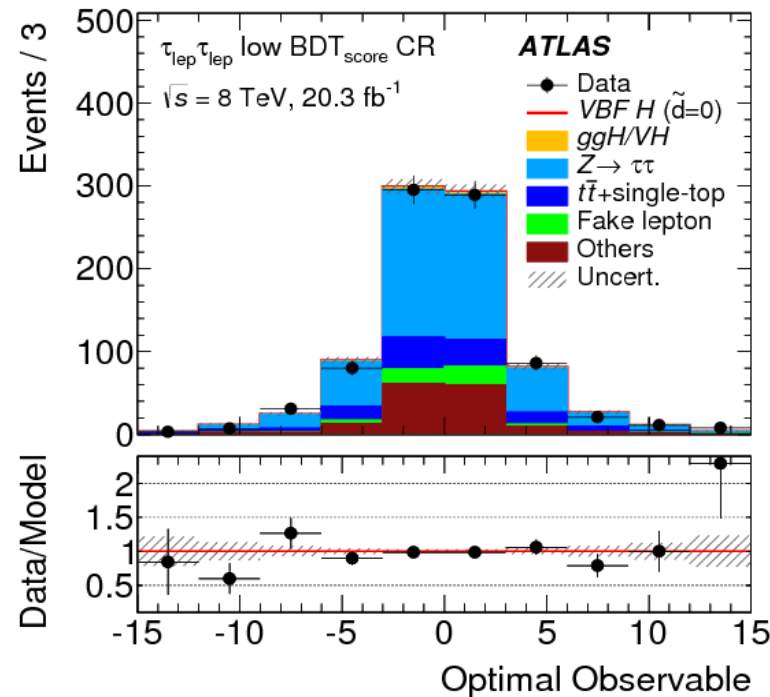 Events / 3
500
400
300
200
100
0
τlepτlep low BDTscore CR
√s = 8 TeV, 20.3 fb-1
ATLAS
Data
VBF H (d̃=0)
ggH/VH
Z→ ττ
tt̄+single-top
Fake lepton
Others
Uncert.
Data/Model
2
1.5
1
0.5
-15 -10 -5 0 5 10 15
Optimal Observable